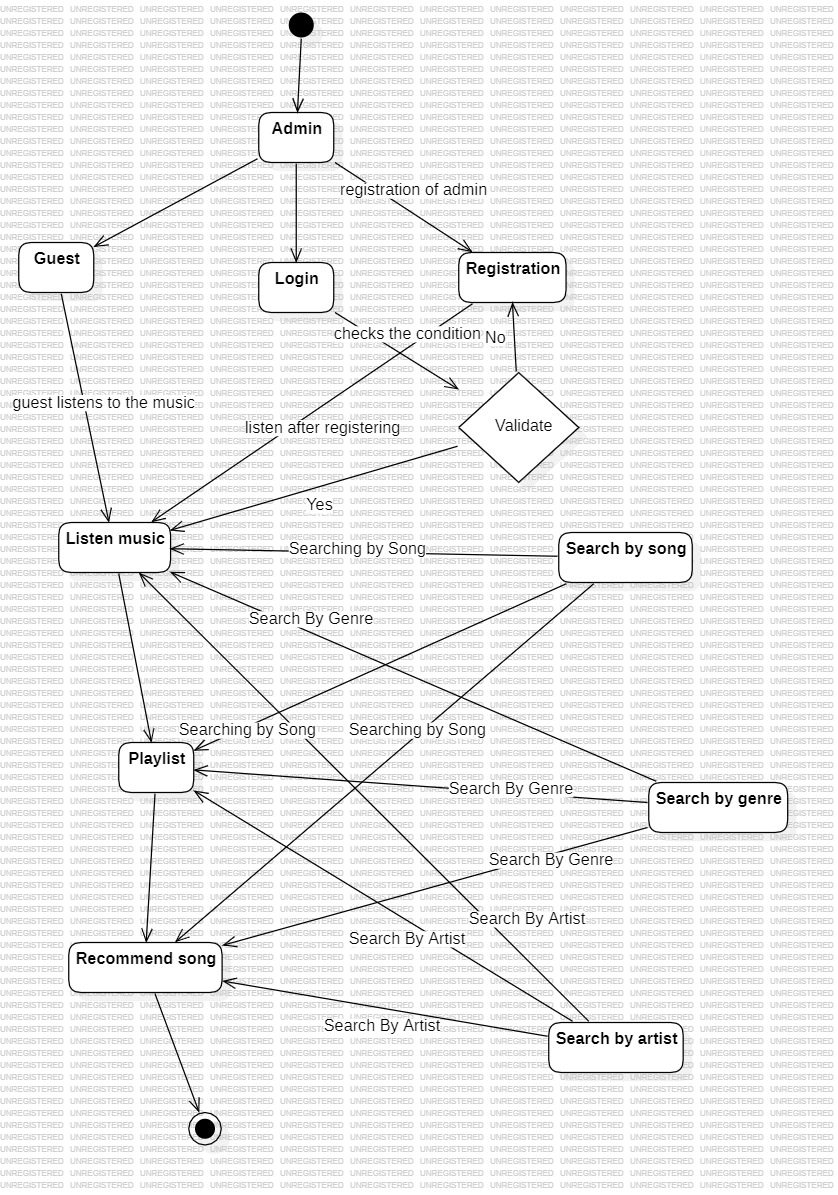 Admin
registration of admin
Guest
Login
Registration
checks the condition
No
guest listens to the music
listen after registering
Validate
Yes
Listen music
Searching by Song
Search by song
Search By Genre
Searching by Song
Searching by Song
Playlist
Search By Genre
Search by genre
Search By Genre
Search By Artist
Search By Artist
Recommend song
Search By Artist
Search by artist
UNREGISTERED